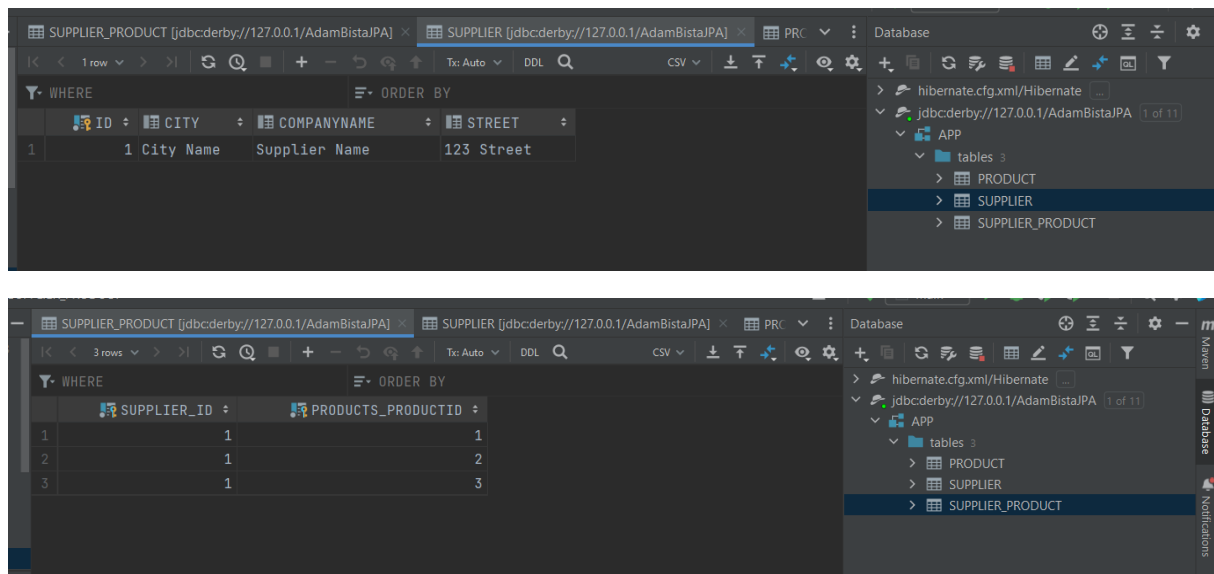 SUPPLIER_PRODUCT [jdbc:derby://127.0.0.1/AdamBistaJPA] SUPPLIER [jdbc:derby://127.0.0.1/AdamBistaJPA] PRC Database
1 row Tx: Auto DDL CSV
WHERE ORDER BY hibernate.cfg.xml/Hibernate ...
jdbc:derby://127.0.0.1/AdamBistaJPA 1 of 11
ID CITY COMPANYNAME STREET APP
1 1 City Name Supplier Name 123 Street tables 3
PRODUCT
SUPPLIER
SUPPLIER_PRODUCT
SUPPLIER_PRODUCT [jdbc:derby://127.0.0.1/AdamBistaJPA] SUPPLIER [jdbc:derby://127.0.0.1/AdamBistaJPA] PRC Database
3 rows Tx: Auto DDL CSV
WHERE ORDER BY hibernate.cfg.xml/Hibernate ...
jdbc:derby://127.0.0.1/AdamBistaJPA 1 of 11
SUPPLIER_ID PRODUCTS_PRODUCTID APP
1 1 1 tables 3
2 1 2 PRODUCT
3 1 3 SUPPLIER
SUPPLIER_PRODUCT
m Maven
Database
Notifications